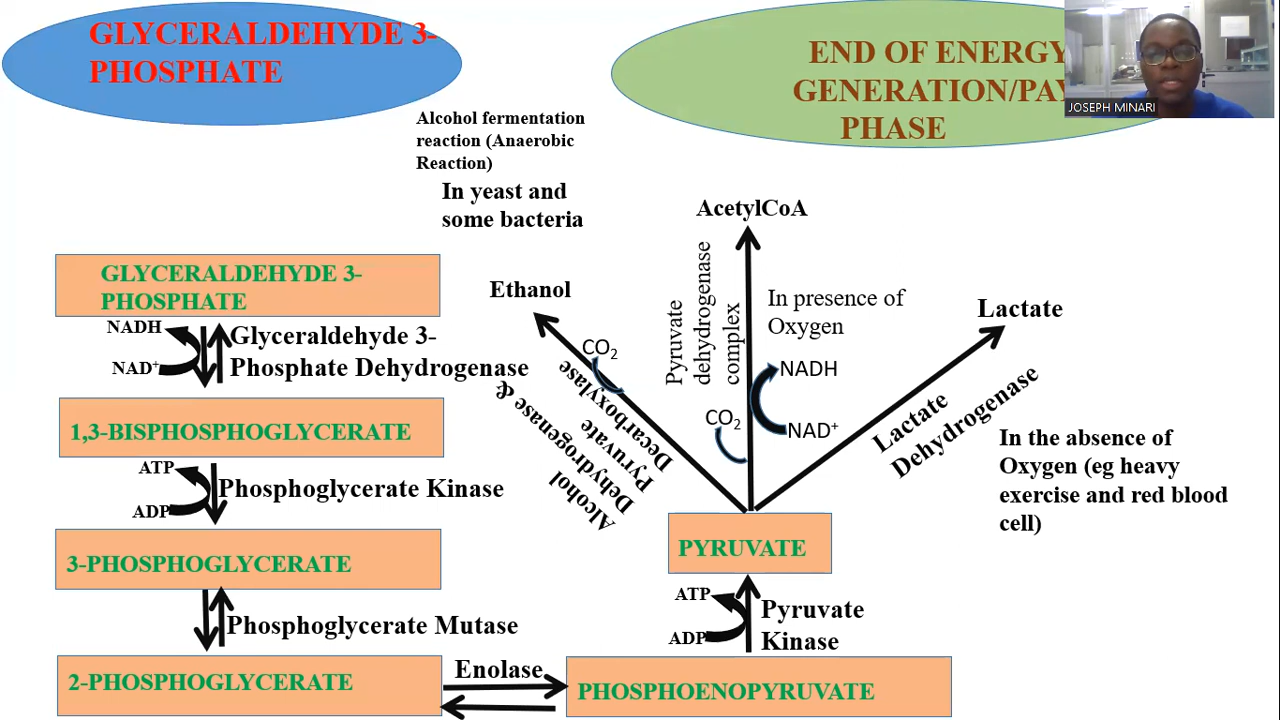 GLYCERALDEHYDE 3-
PHOSPHATE
END OF ENERGY
GENERATION/PAY
PHASE
JOSEPH MINARI
Alcohol fermentation
reaction (Anaerobic
Reaction)
In yeast and
some bacteria
GLYCERALDEHYDE 3-
PHOSPHATE
NADH
NAD+
Glyceraldehyde 3-
Phosphate Dehydrogenase
1,3-BISPHOSPHOGLYCERATE
ATP
ADP
Phosphoglycerate Kinase
3-PHOSPHOGLYCERATE
Phosphoglycerate Mutase
2-PHOSPHOGLYCERATE
Enolase
PHOSPHOENOPYRUVATE
ATP
ADP
Pyruvate
Kinase
PYRUVATE
Ethanol
CO2
Alcohol
Dehydrogenase &
Pyruvate
Decarboxylase
AcetylCoA
Pyruvate
dehydrogenase
complex
In presence of
Oxygen
NADH
CO2
NAD+
Lactate
Lactate
Dehydrogenase
In the absence of
Oxygen (eg heavy
exercise and red blood
cell)